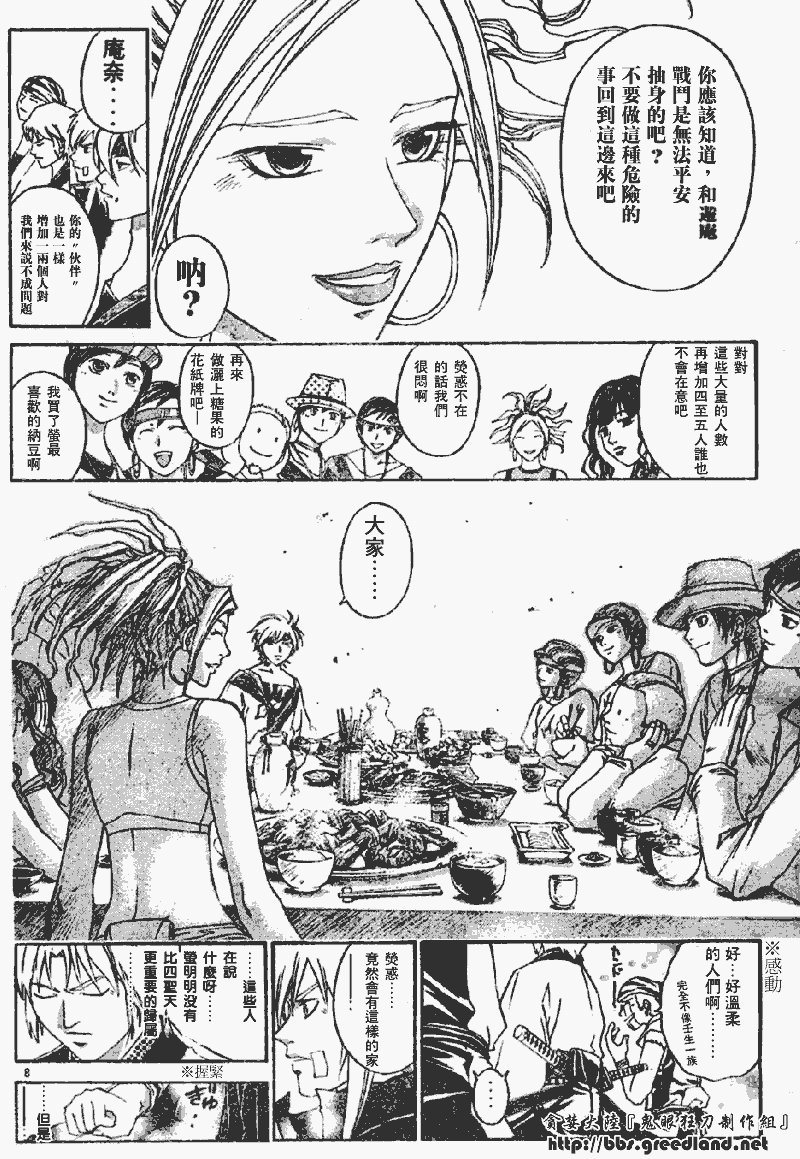 你應該知道，和遊庵
戰鬥是無法平安
抽身的吧？
不要做這種危險的
事回到這邊來吧
吶？
庵奈‥‥
你的〝伙伴〞
也是一樣
增加一兩個人對
我們來說不成問題
對對
這些大量的人數
再增加四至五人誰也
不會在意吧
熒惑不在
的話我們
很悶啊
再來
做灑上糖果的
花紙牌吧—
我買了螢最
喜歡的納豆啊
大家……
※感動
好…好溫柔
的人們啊………
完全不像壬生一族
…
熒惑……
竟然會有這樣的家
……這些人
在說
什麼呀……
螢明明沒有
比四聖天
更重要的歸屬
……
※握緊
ぎゅ
…但是
8
貪婪大陸『鬼眼狂刀制作組』
http://bbs.greedland.net